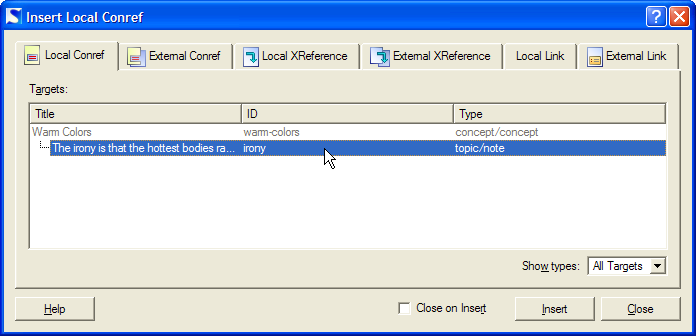 Insert Local Conref
Local Conref External Conref Local XReference External XReference Local Link External Link
Targets:
Title ID Type
Warm Colors warm-colors concept/concept
The irony is that the hottest bodies ra... irony topic/note
Show types: All Targets
Help Close on Insert Insert Close